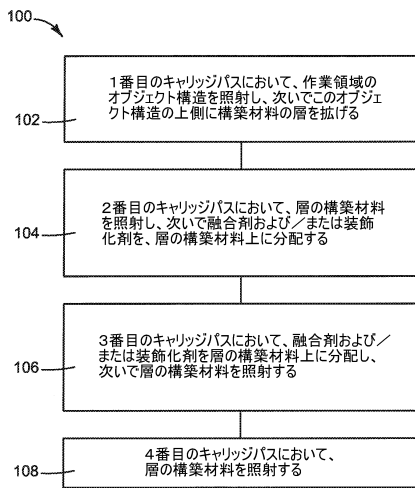 100
1番目のキャリッジパスにおいて、作業領域の
オブジェクト構造を照射し、次いでこのオブジェ
クト構造の上側に構築材料の層を拡げる
102
2番目のキャリッジパスにおいて、層の構築材料
を照射し、次いで融合剤および/または装飾
化剤を、層の構築材料上に分配する
104
3番目のキャリッジパスにおいて、融合剤および/
または装飾化剤を層の構築材料上に分配し、
次いで層の構築材料を照射する
106
4番目のキャリッジパスにおいて、
層の構築材料を照射する
108